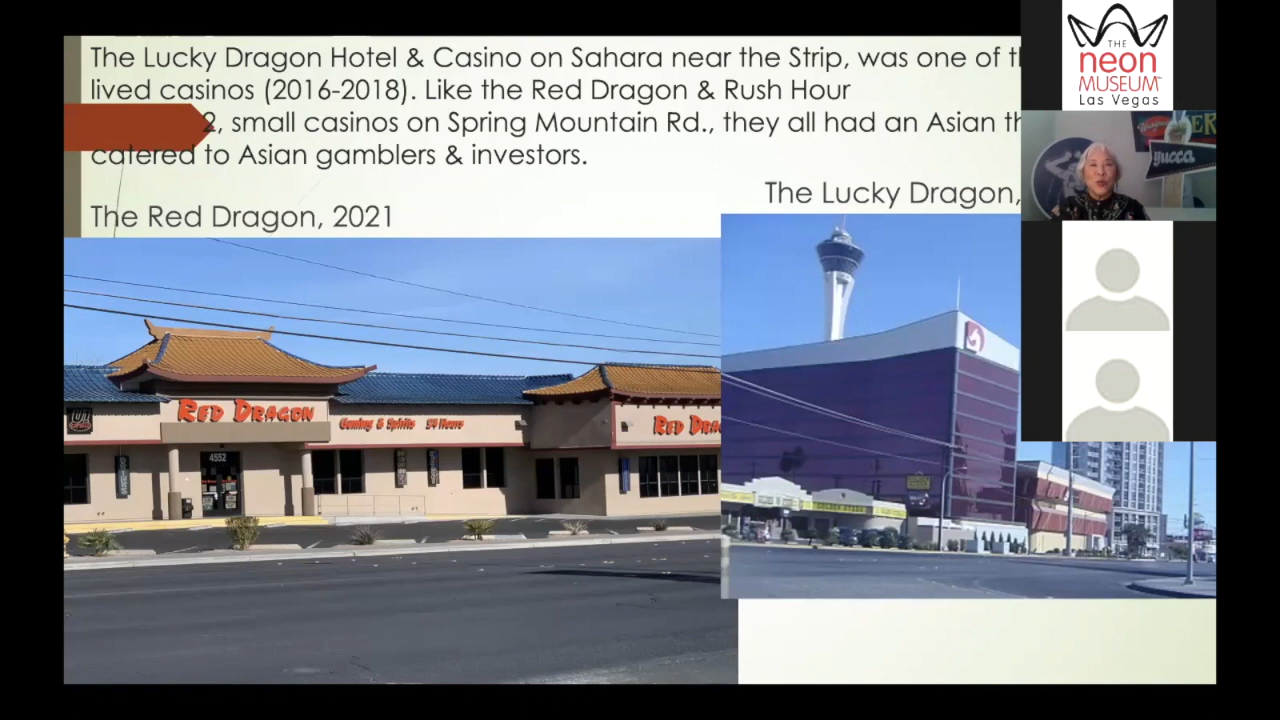 The Lucky Dragon Hotel & Casino on Sahara near the Strip, was one of
lived casinos (2016-2018). Like the Red Dragon & Rush Hour
2, small casinos on Spring Mountain Rd., they all had an Asian
catered to Asian gamblers & investors.
The Lucky Dragon,
The Red Dragon, 2021
RED DRAGON
Gaming & Spirits 24 Hours
RED
4552
THE
neon
MUSEUM
Las Vegas
yucca